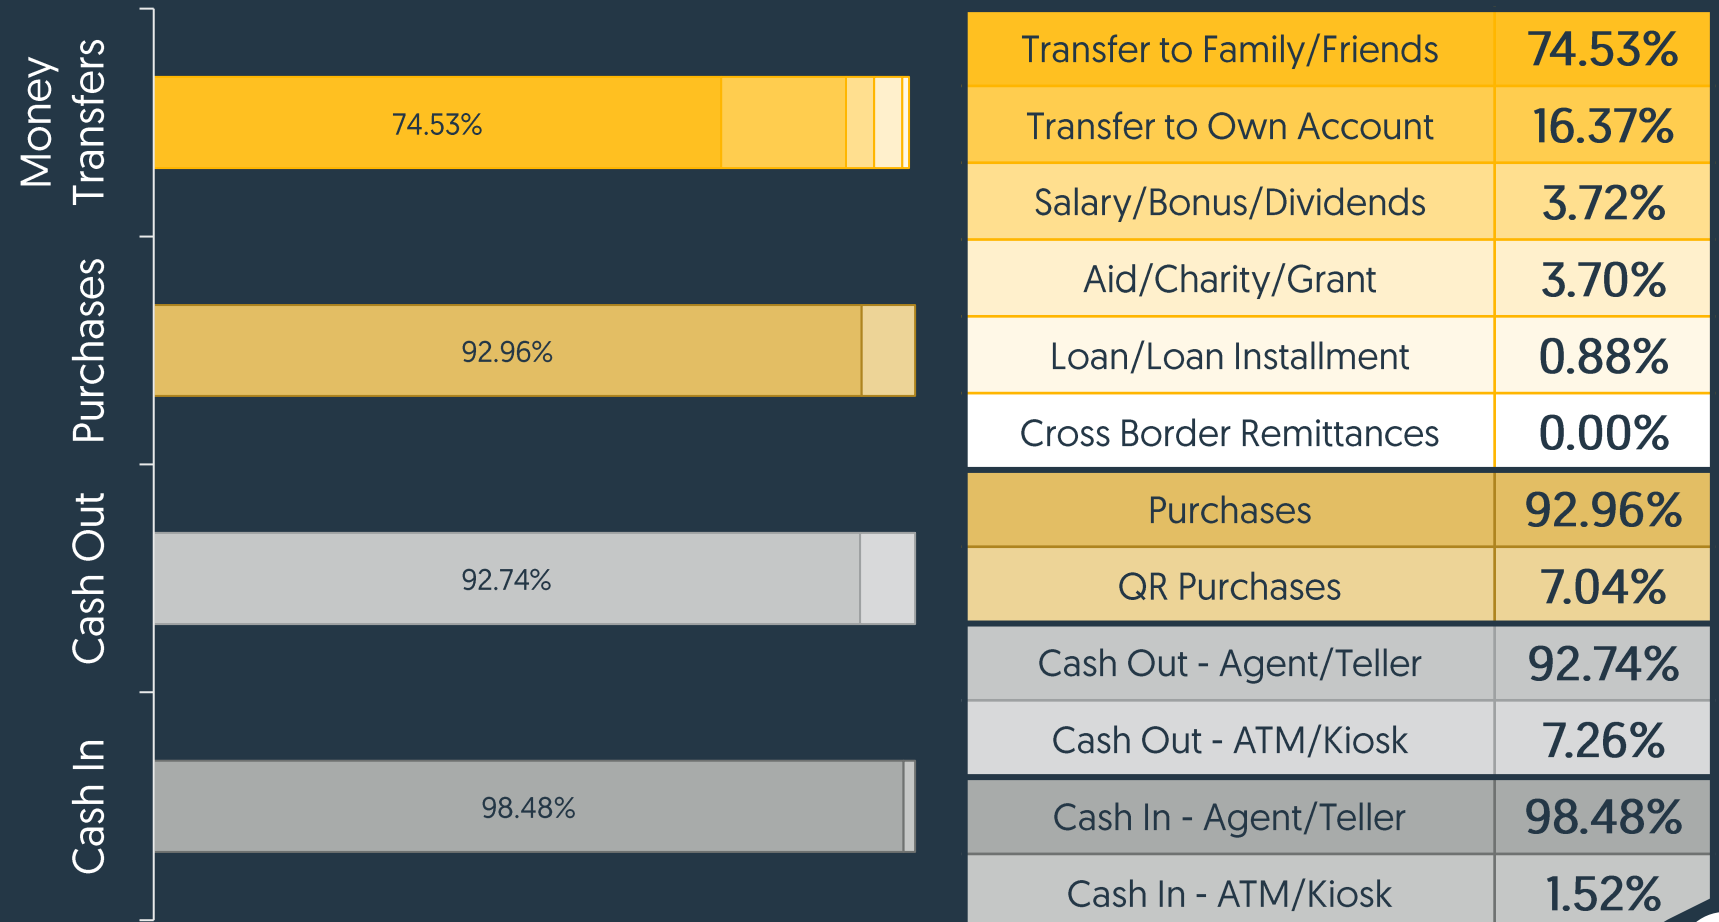 Money
Transfers
74.53%
Purchases
92.96%
Cash Out
92.74%
Cash In
98.48%
Transfer to Family/Friends 74.53%
Transfer to Own Account 16.37%
Salary/Bonus/Dividends 3.72%
Aid/Charity/Grant 3.70%
Loan/Loan Installment 0.88%
Cross Border Remittances 0.00%
Purchases 92.96%
QR Purchases 7.04%
Cash Out - Agent/Teller 92.74%
Cash Out - ATM/Kiosk 7.26%
Cash In - Agent/Teller 98.48%
Cash In - ATM/Kiosk 1.52%